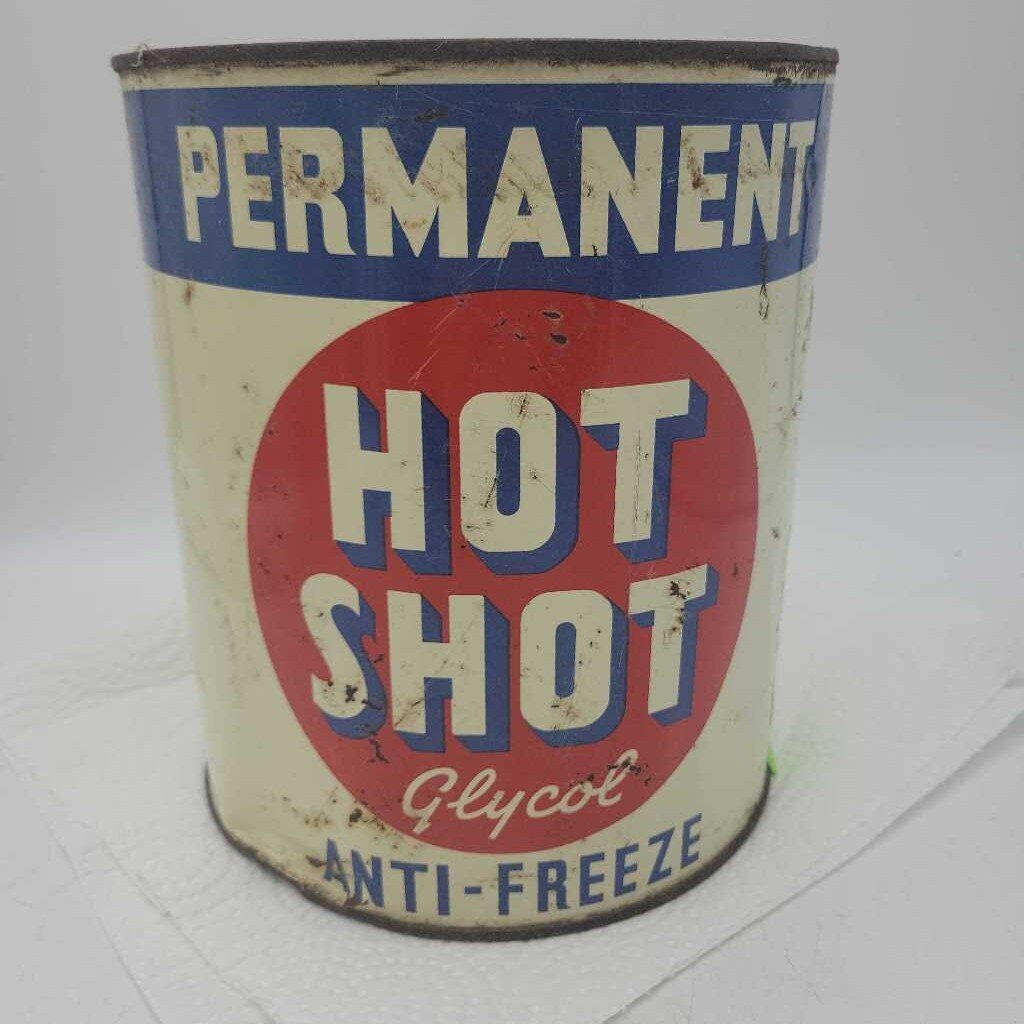 PERMANENT
HOT
SHOT
Glycol
ANTI-FREEZE